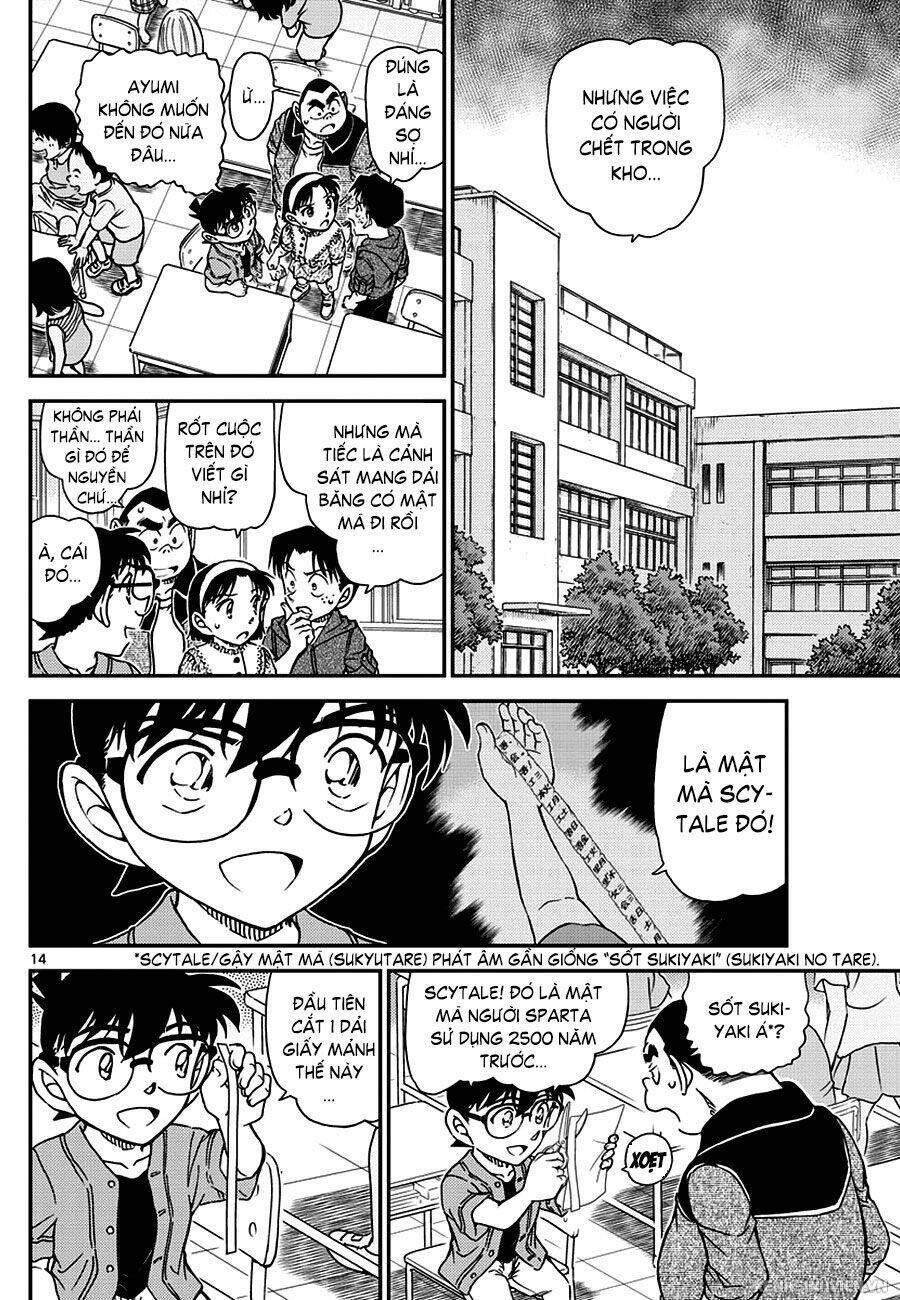 NHƯNG VIỆC
CÓ NGƯỜI
CHẾT TRONG
KHO...
ĐÚNG
LÀ
ĐÁNG
SỢ
NHỈ...
Ừ...
AYUMI
KHÔNG MUỐN
ĐẾN ĐÓ NỮA
ĐÂU...
NHƯNG MÀ
TIẾC LÀ CẢNH
SÁT MANG DẢI
BĂNG CÓ MẬT
MÃ ĐI RỒI
...
RỐT CUỘC
TRÊN ĐÓ
VIẾT GÌ
NHỈ?
KHÔNG PHẢI
THẦN... THẦN
GÌ ĐÓ ĐỂ
NGUYỀN
CHỨ...
À, CÁI
ĐÓ...
LÀ MẬT
MÃ SCY-
TALE ĐÓ!
14
*SCYTALE/GẬY MẬT MÃ (SUKYUTARE) PHÁT ÂM GẦN GIỐNG "SỐT SUKIYAKI" (SUKIYAKI NO TARE).
SỐT SUKI-
YAKI Á*?
SCYTALE! ĐÓ LÀ MẬT
MÃ NGƯỜI SPARTA
SỬ DỤNG 2500 NĂM
TRƯỚC...
XOẸT
ĐẦU TIÊN
CẮT 1 DẢI
GIẤY MẢNH
THẾ NÀY
...